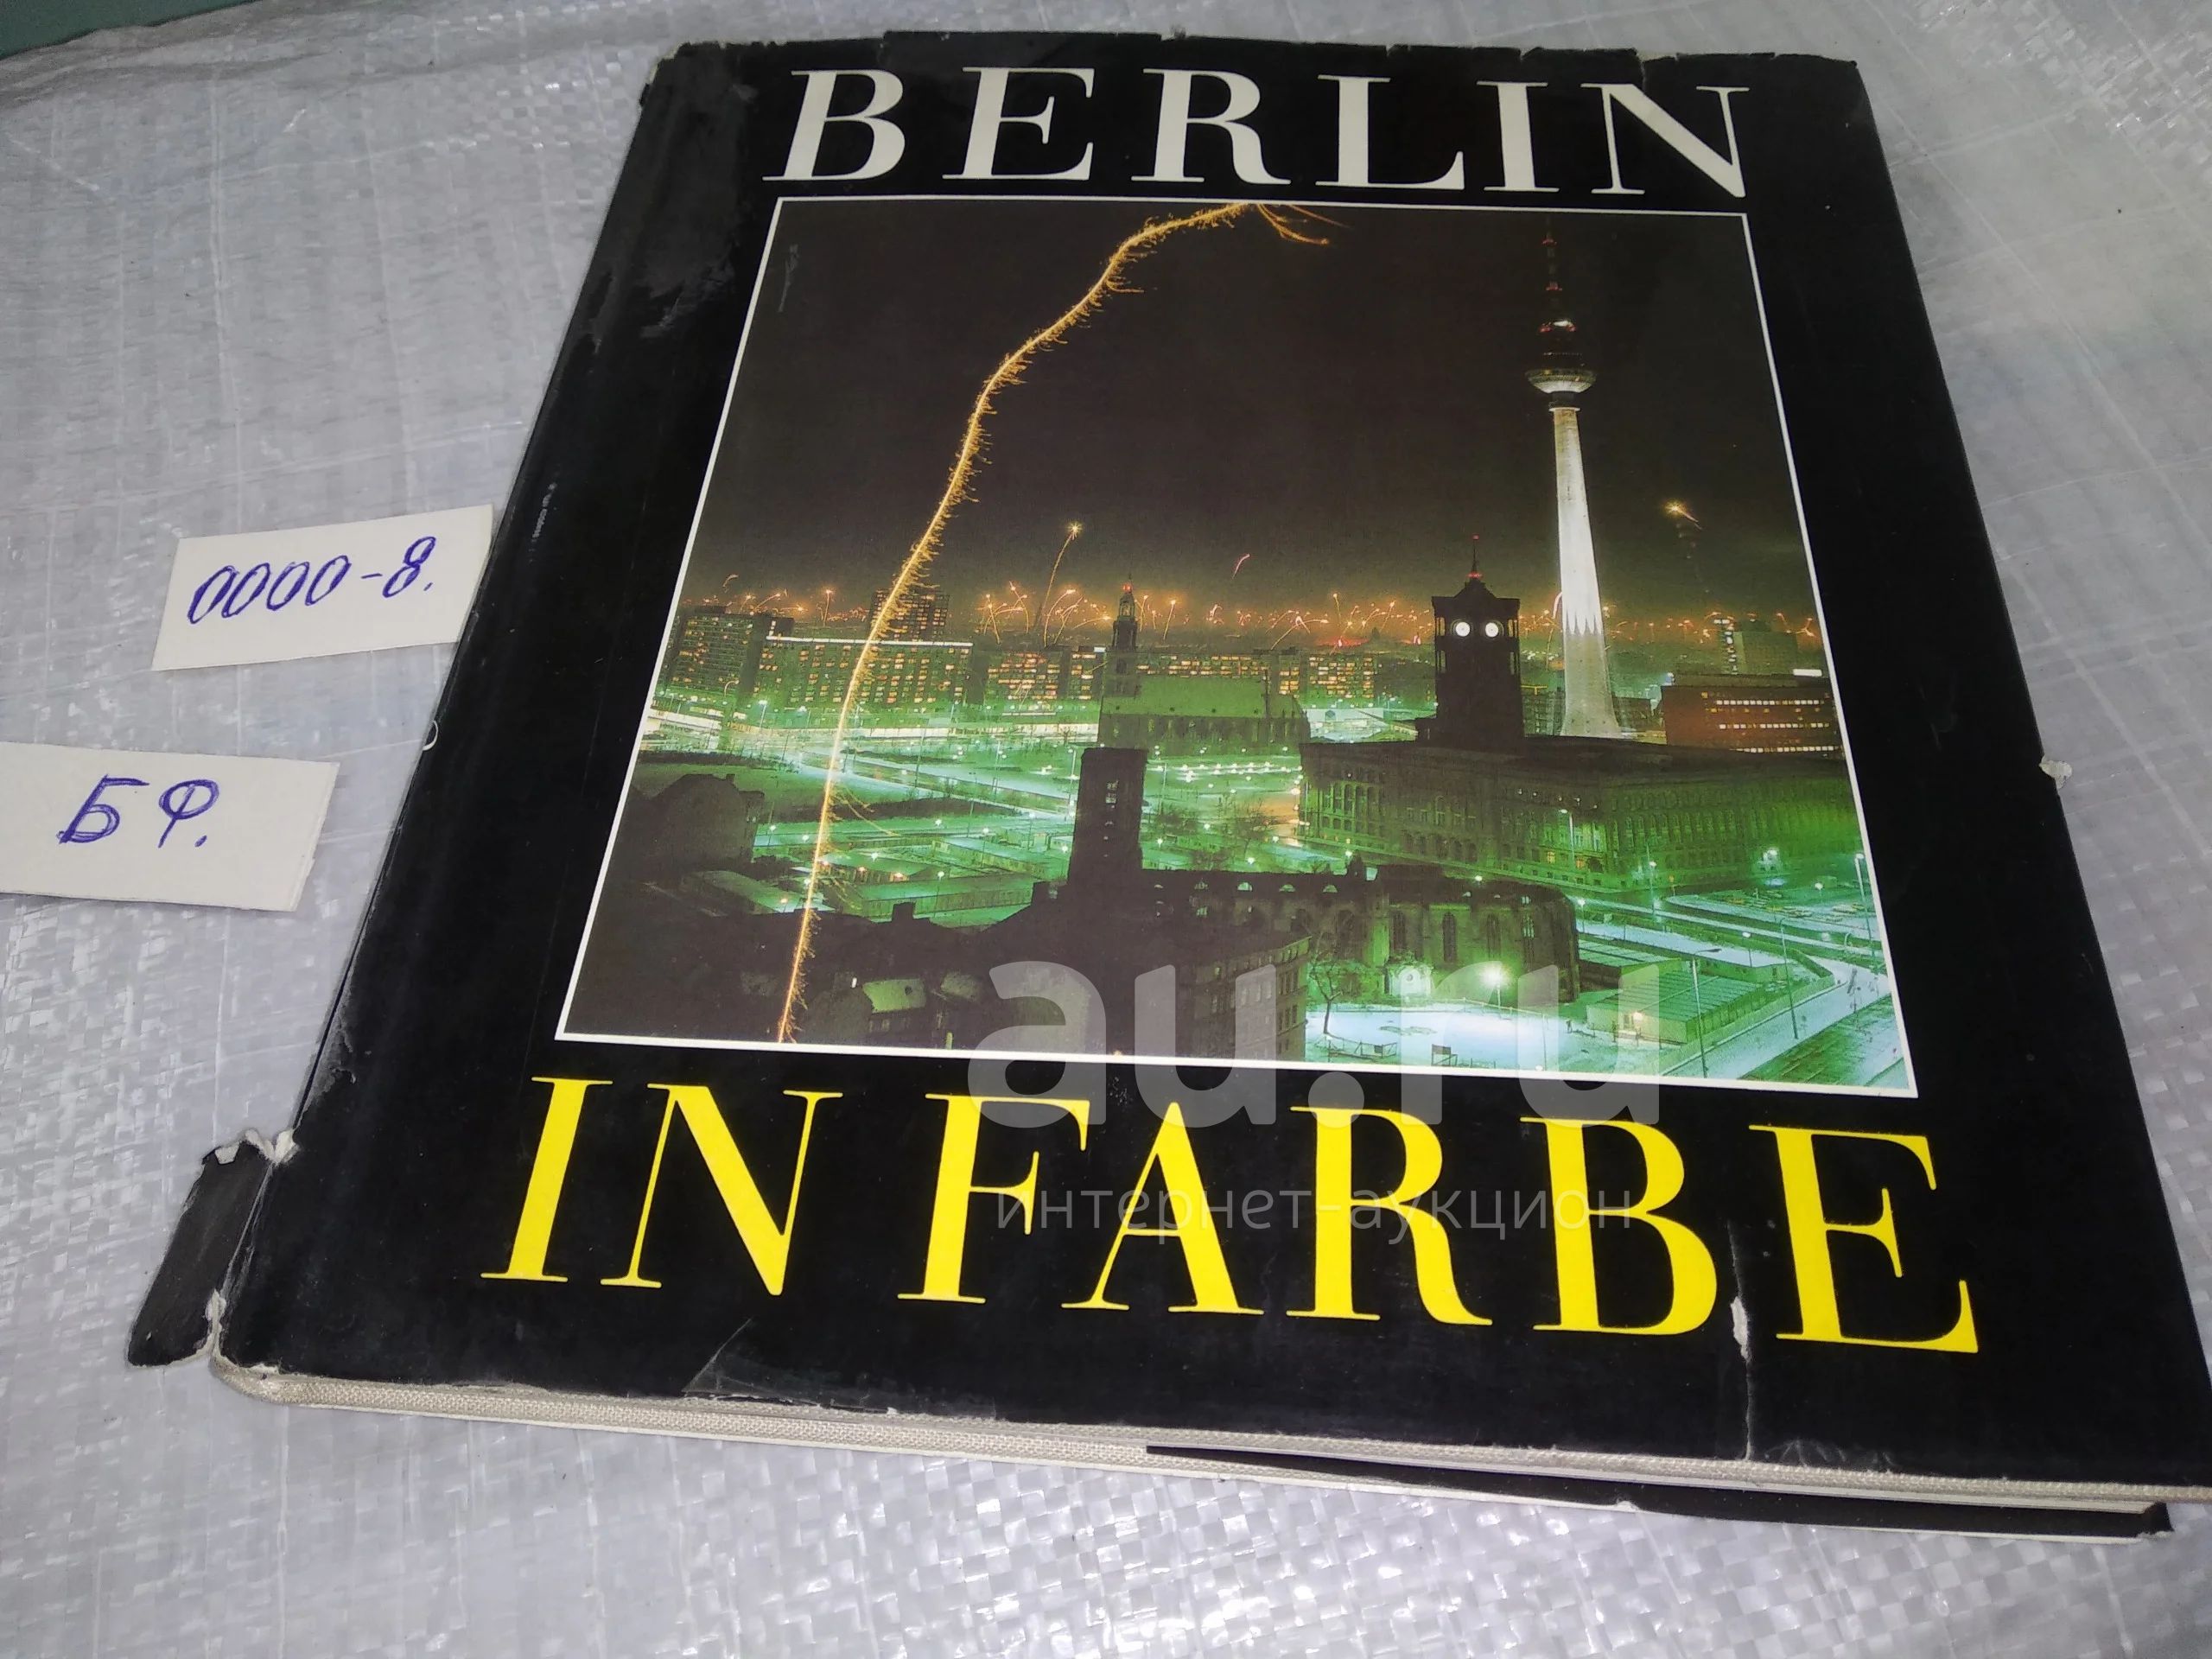 BERLIN
0000-8.
БФ.
au.ru
IN FARBE
интернет-аукцион